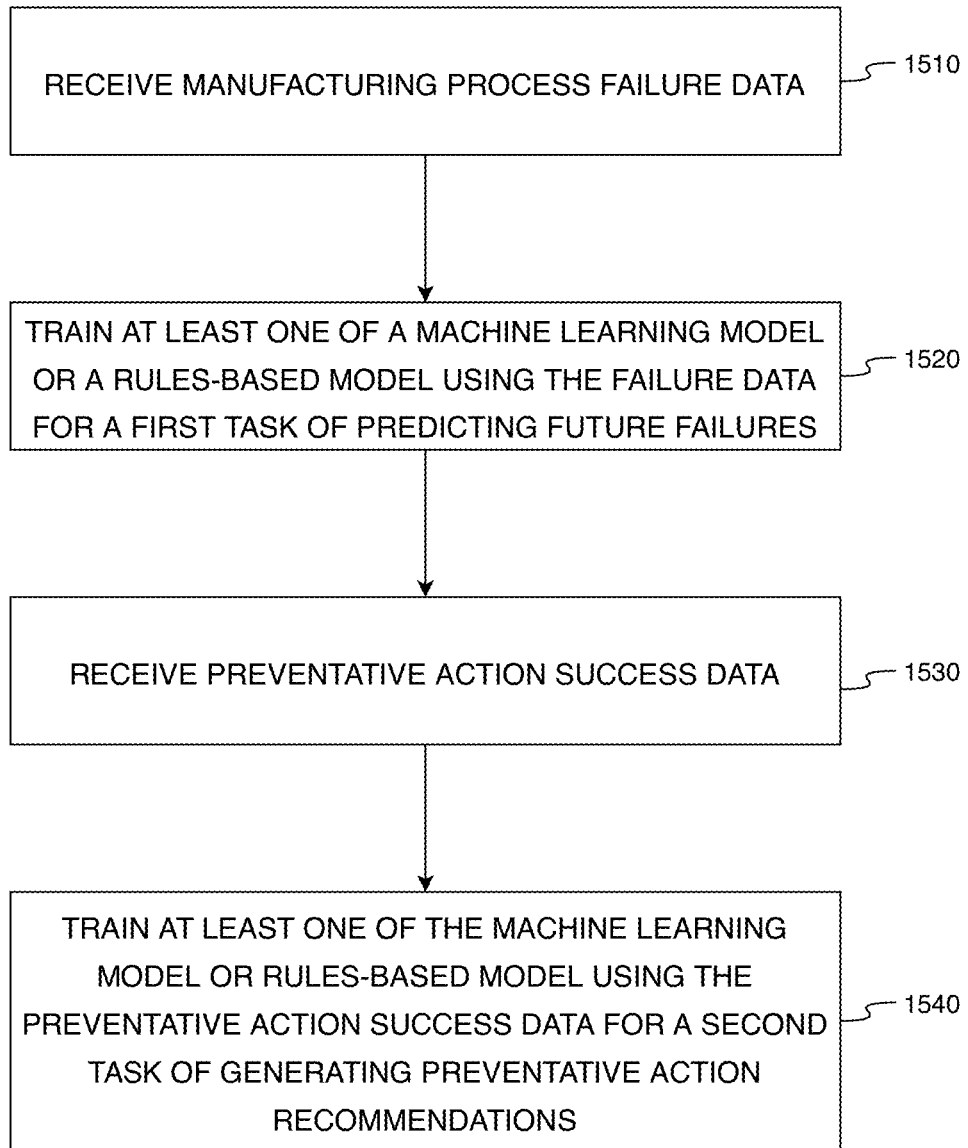 RECEIVE MANUFACTURING PROCESS FAILURE DATA
1510
TRAIN AT LEAST ONE OF A MACHINE LEARNING MODEL
OR A RULES-BASED MODEL USING THE FAILURE DATA
FOR A FIRST TASK OF PREDICTING FUTURE FAILURES
1520
RECEIVE PREVENTATIVE ACTION SUCCESS DATA
1530
TRAIN AT LEAST ONE OF THE MACHINE LEARNING
MODEL OR RULES-BASED MODEL USING THE
PREVENTATIVE ACTION SUCCESS DATA FOR A SECOND
TASK OF GENERATING PREVENTATIVE ACTION
RECOMMENDATIONS
1540